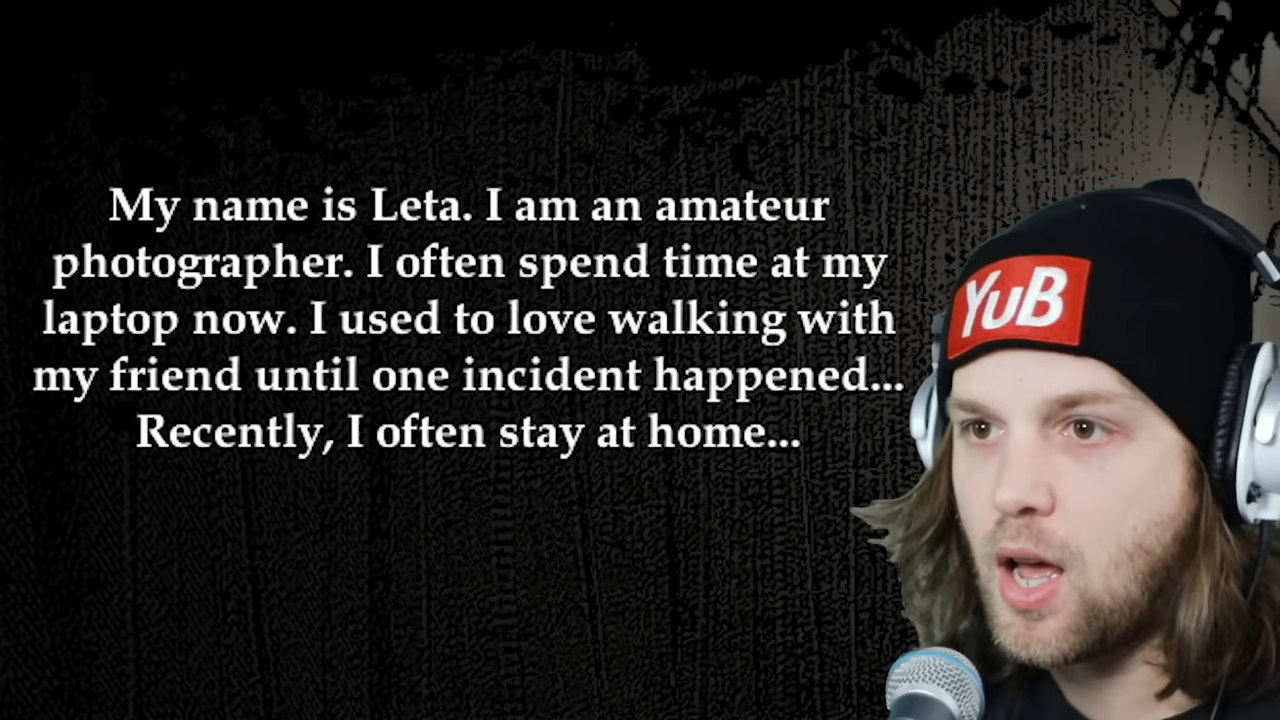 My name is Leta. I am an amateur
photographer. I often spend time at my
laptop now. I used to love walking with
my friend until one incident happened...
Recently, I often stay at home...
YuB